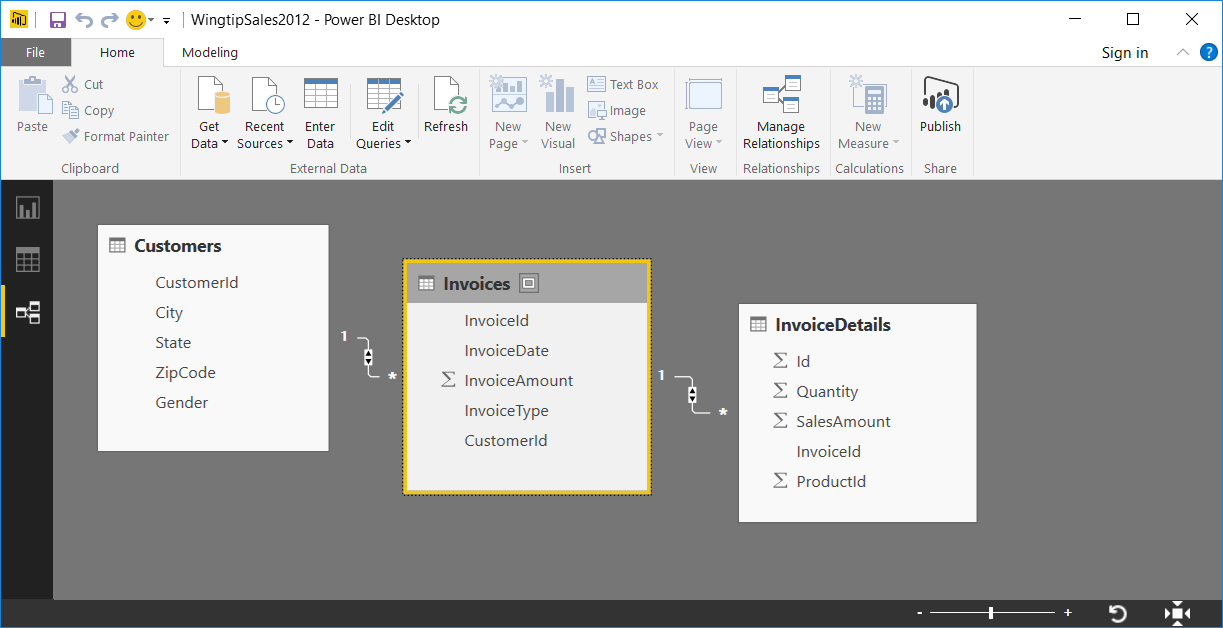 WingtipSales2012 - Power BI Desktop
File Home Modeling Sign in ?
Paste
Cut
Copy
Format Painter
Clipboard
Get Data
Recent Sources
Enter Data
Edit Queries
Refresh
External Data
New Page
New Visual
Text Box
Image
Shapes
Insert
Page View
View
Manage Relationships
Relationships
New Measure
Calculations
Publish
Share
Customers
CustomerId
City
State
ZipCode
Gender
1
*
Invoices
InvoiceId
InvoiceDate
Σ InvoiceAmount
InvoiceType
CustomerId
1
*
InvoiceDetails
Σ Id
Σ Quantity
Σ SalesAmount
InvoiceId
Σ ProductId
- +